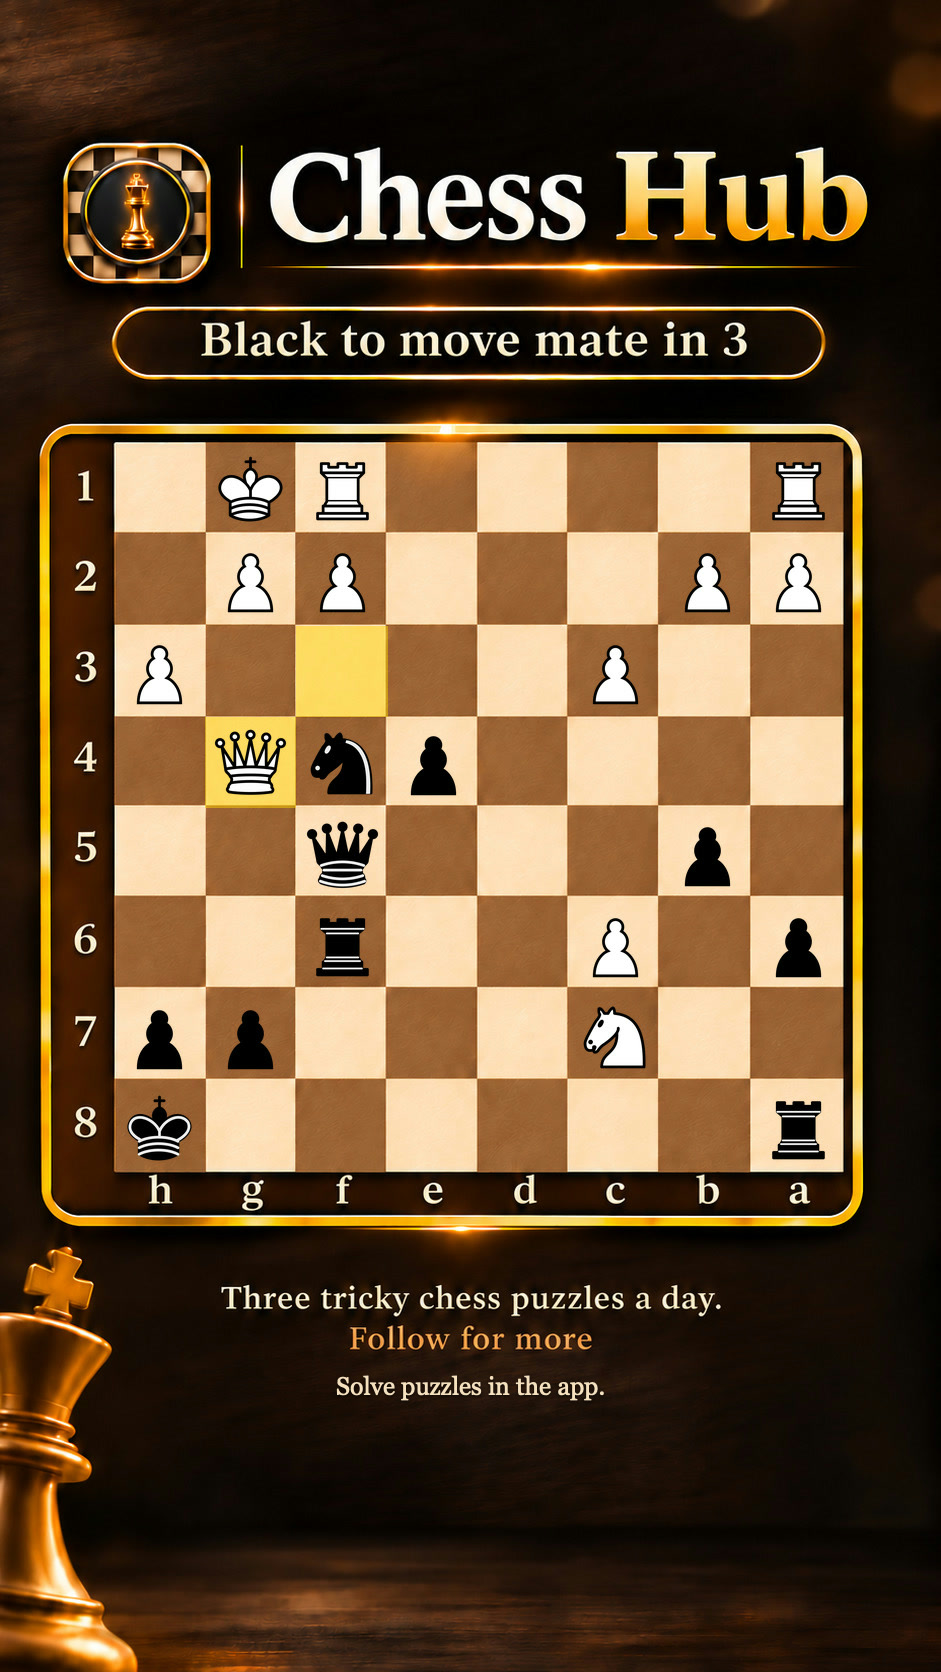 Chess Hub
Black to move mate in 3
1
2
3
4
5
6
7
8
h g f e d c b a
Three tricky chess puzzles a day.
Follow for more
Solve puzzles in the app.